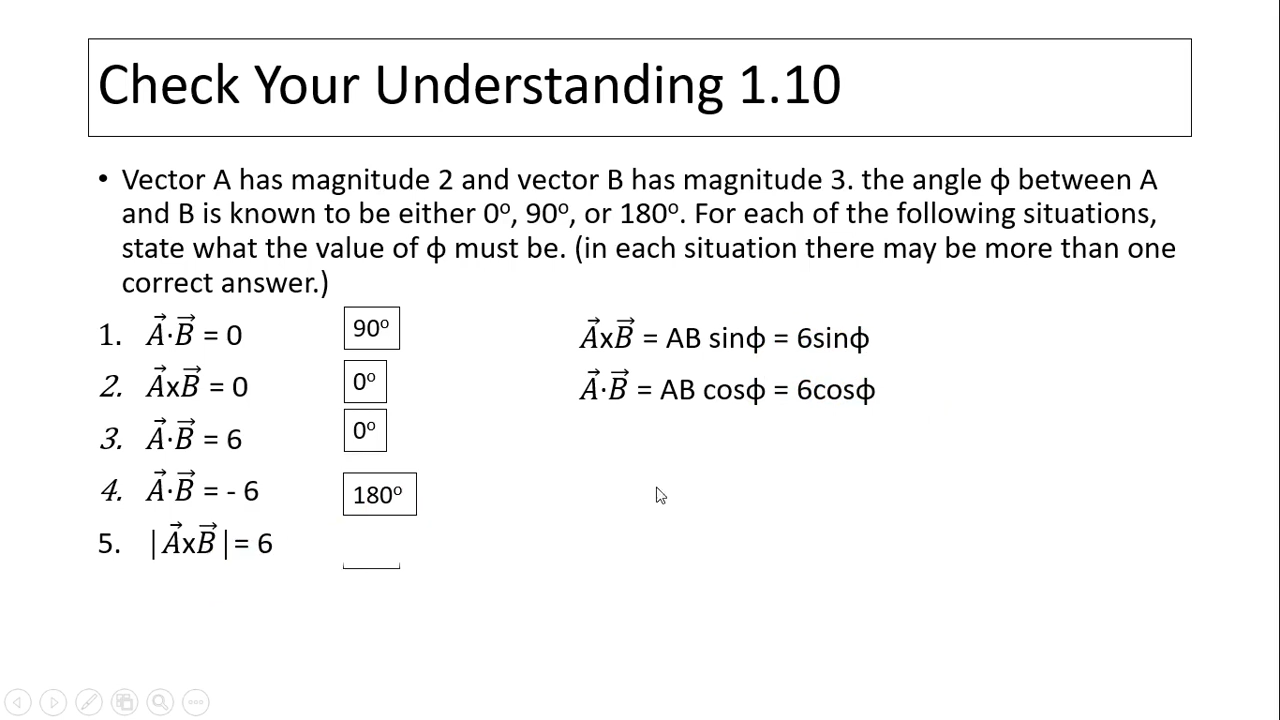 Check Your Understanding 1.10
• Vector A has magnitude 2 and vector B has magnitude 3. the angle ϕ between A
and B is known to be either 0º, 90º, or 180º. For each of the following situations,
state what the value of ϕ must be. (in each situation there may be more than one
correct answer.)
1. A⃗·B⃗ = 0 90º A⃗xB⃗ = AB sinϕ = 6sinϕ
2. A⃗xB⃗ = 0 0º A⃗·B⃗ = AB cosϕ = 6cosϕ
3. A⃗·B⃗ = 6 0º
4. A⃗·B⃗ = - 6 180º
5. |A⃗xB⃗|= 6